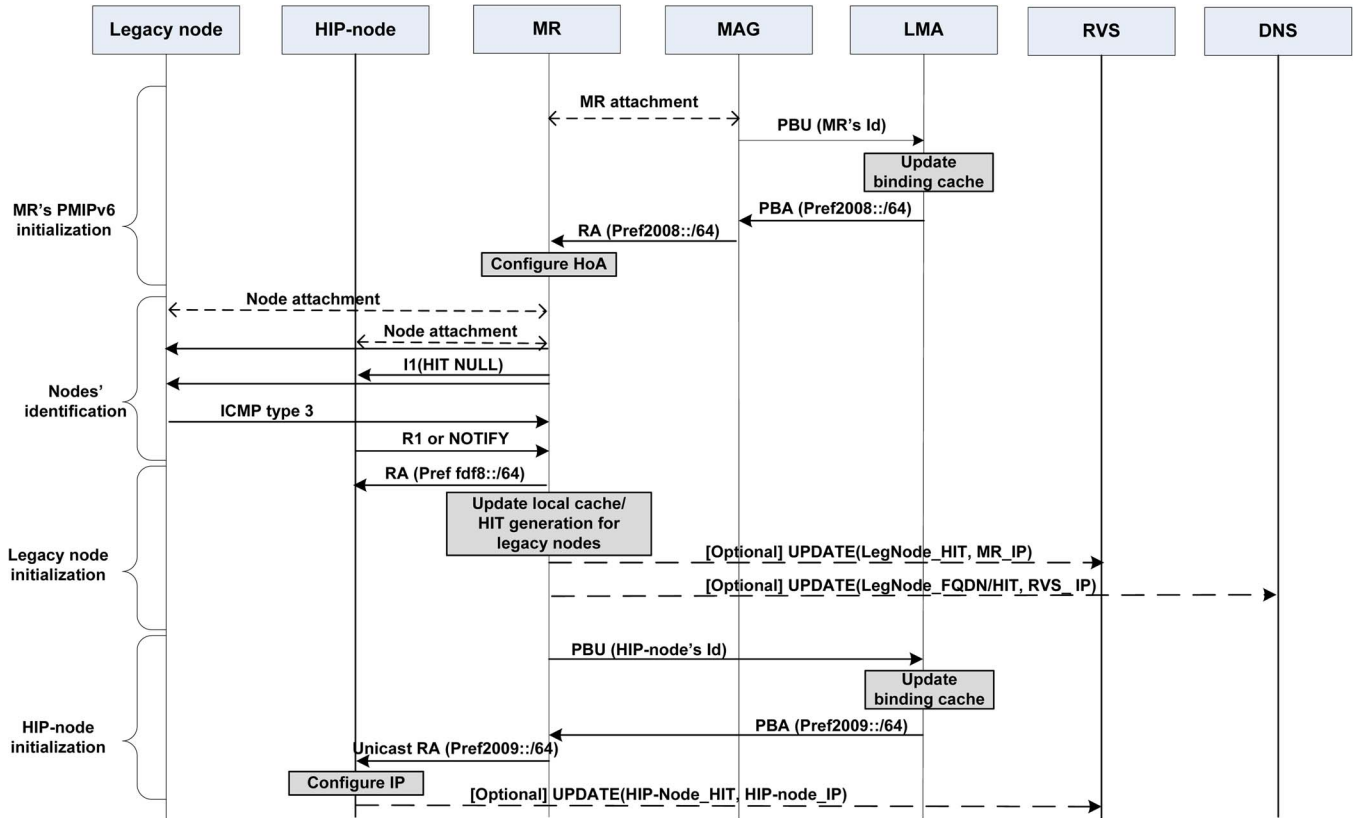 Legacy node
HIP-node
MR
MAG
LMA
RVS
DNS
MR attachment
PBU (MR's Id)
Update
binding cache
MR's PMIPv6
initialization
PBA (Pref2008::/64)
RA (Pref2008::/64)
Configure HoA
Node attachment
Node attachment
I1(HIT NULL)
Nodes'
identification
ICMP type 3
R1 or NOTIFY
RA (Pref fdf8::/64)
Update local cache/
HIT generation for
legacy nodes
Legacy node
initialization
[Optional] UPDATE(LegNode_HIT, MR_IP)
[Optional] UPDATE(LegNode_FQDN/HIT, RVS_ IP)
PBU (HIP-node's Id)
Update
binding cache
HIP-node
initialization
PBA (Pref2009::/64)
Unicast RA (Pref2009::/64)
Configure IP
[Optional] UPDATE(HIP-Node_HIT, HIP-node_IP)